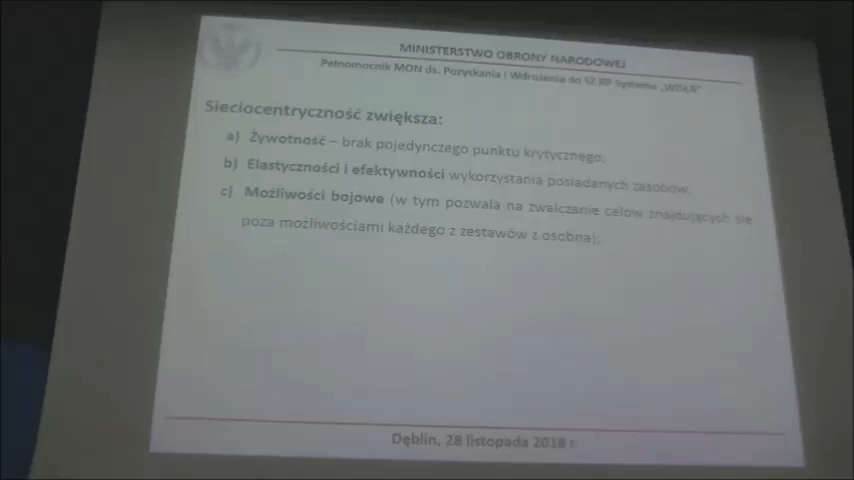 MINISTERSTWO OBRONY NARODOWEJ
Pełnomocnik MON ds. Pozyskania i Wdrożenia do SZ RP Systemu „WISŁA"
Sieciocentryczność zwiększa:
a) Żywotność – brak pojedynczego punktu krytycznego;
b) Elastyczności i efektywności wykorzystania posiadanych zasobów;
c) Możliwości bojowe (w tym pozwala na zwalczanie celów znajdujących się
poza możliwościami każdego z zestawów z osobna);
Dęblin, 28 listopada 2018 r.